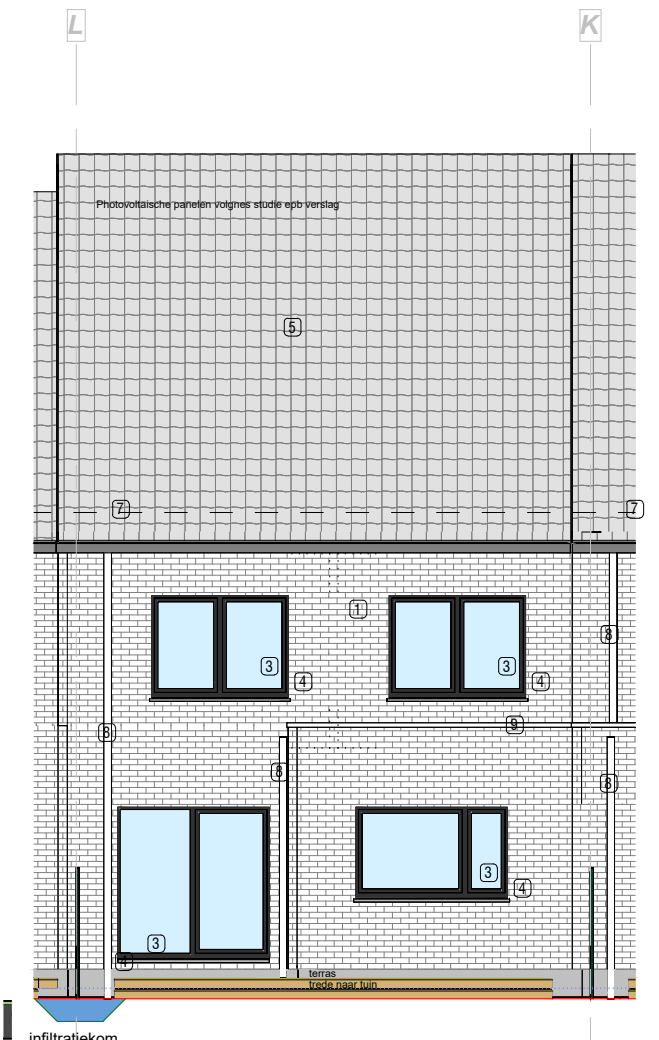 L K
Photovoltaische panelen volgnes studie epb verslag
5
7 7
1
8
3 3
4 4
9
8
8
8
3
4
3
4
terras
trede naar tuin
infiltratiekom